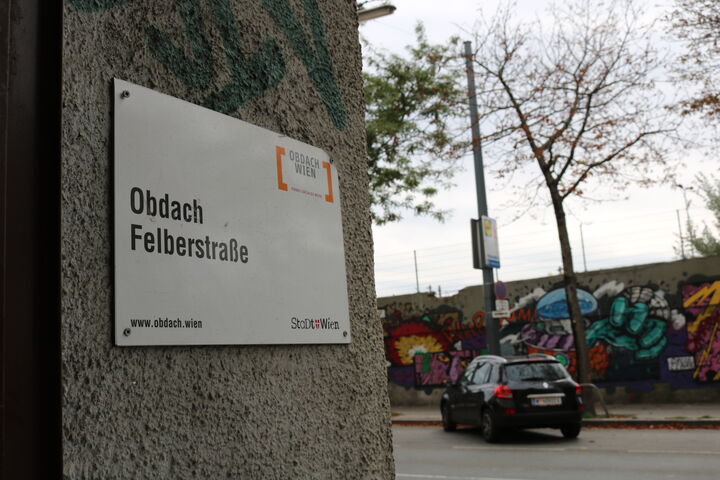 OBDACH
WIEN
Obdach
Felberstraße
www.obdach.wien
StaDt Wien